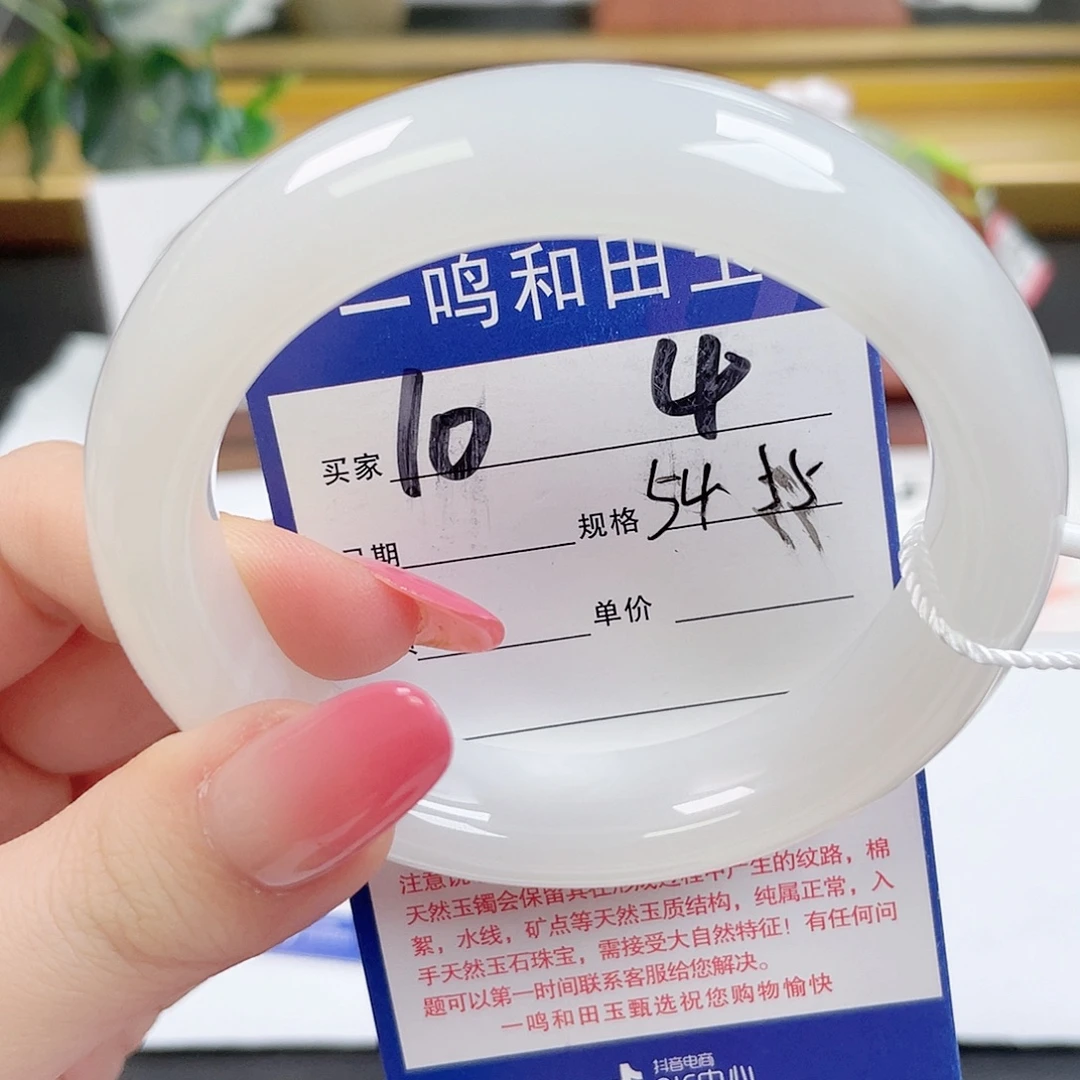 一鸣和田玉
买家 10 4
期 规格 54 55
单价
注意
天然玉镯会保留其在形成过程中产生的纹路，棉
絮，水线，矿点等天然玉质结构，纯属正常，入
手天然玉石珠宝，需接受大自然特征！有任何问
题可以第一时间联系客服给您解决。
一鸣和田玉甄选祝您购物愉快
抖音电商